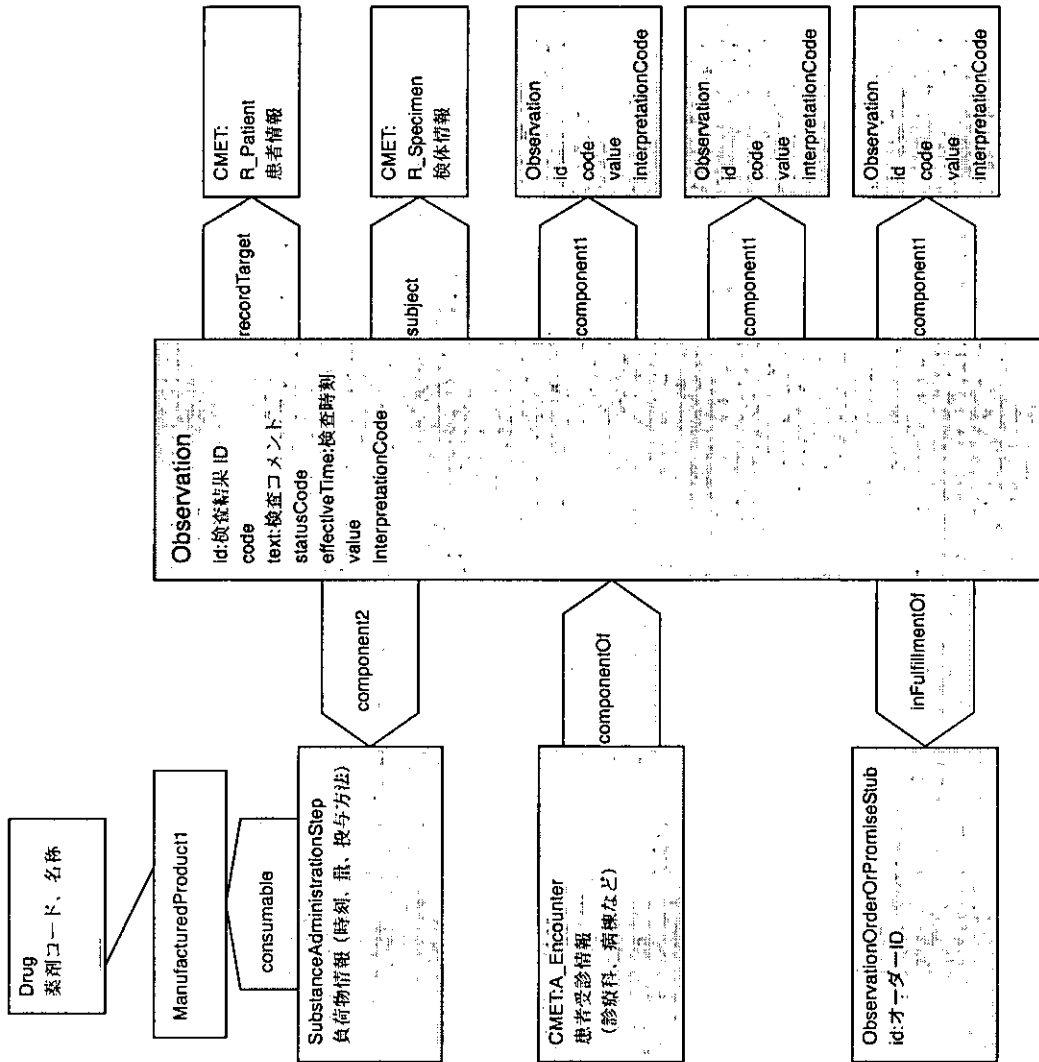 Drug
薬剤コード、名称
ManufacturedProduct1
consumable
SubstanceAdministrationStep
負荷物情報（時刻、量、投与方法）
CMET:A_Encounter
患者受診情報
（診療科、病棟など）
ObservationOrderOrPromiseStub
id:オーダーID
component2
componentOf
inFulfillmentOf
Observation
id:検査結果 ID
code
text:検査コメント
statusCode
effectiveTime:検査時刻
value
interpretationCode
recordTarget
subject
component1
component1
component1
CMET:
R_Patient
患者情報
CMET:
R_Specimen
検体情報
Observation
id
code
value
interpretationCode
Observation
id
code
value
interpretationCode
Observation
id
code
value
interpretationCode